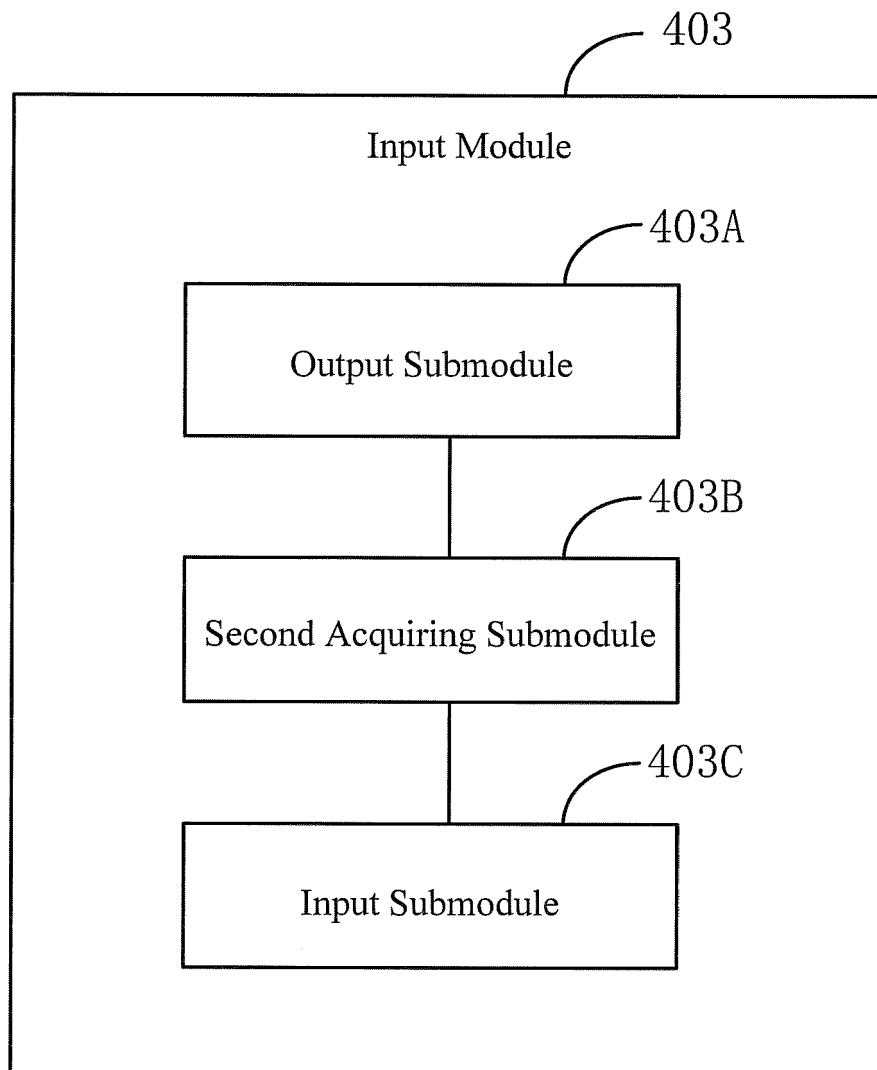 403
Input Module
403A
Output Submodule
403B
Second Acquiring Submodule
403C
Input Submodule